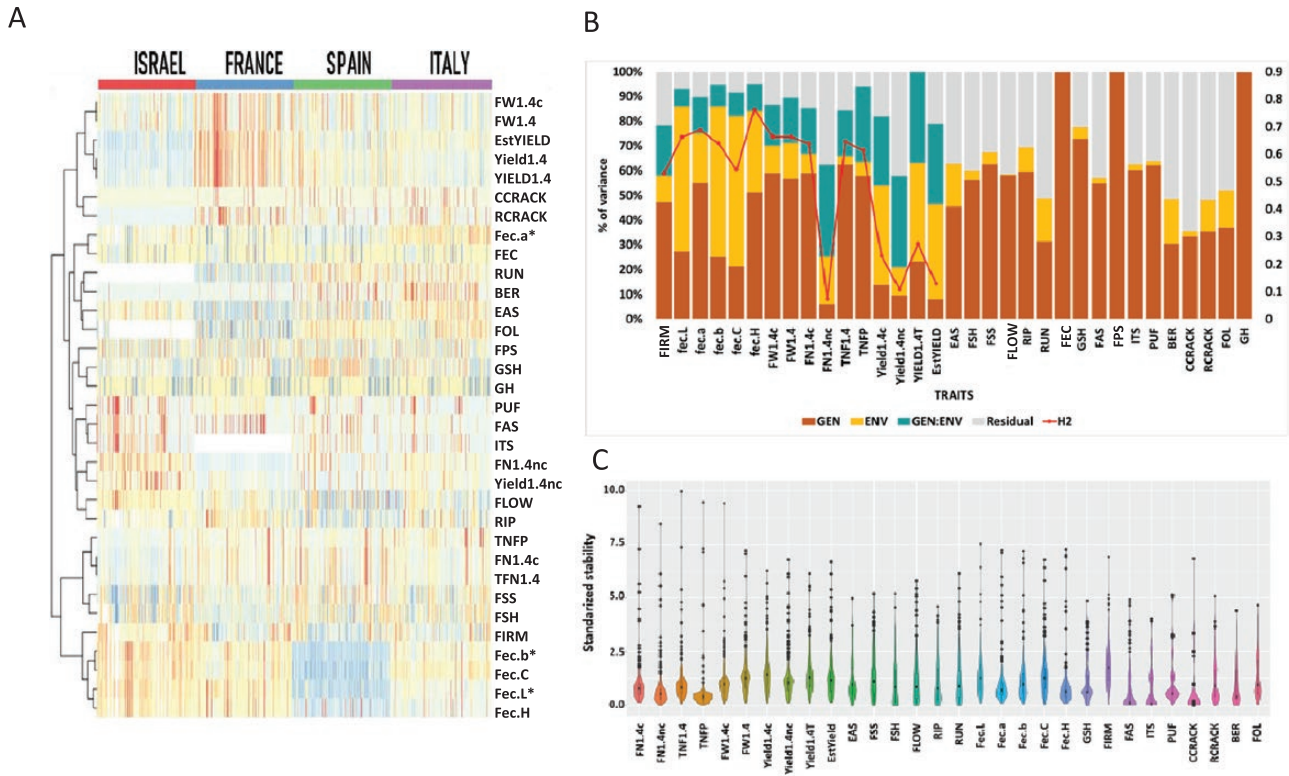 A
ISRAEL FRANCE SPAIN ITALY
FW1.4c
FW1.4
EstYIELD
Yield1.4
YIELD1.4
CCRACK
RCRACK
Fec.a*
FEC
RUN
BER
EAS
FOL
FPS
GSH
GH
PUF
FAS
ITS
FN1.4nc
Yield1.4nc
FLOW
RIP
TNFP
FN1.4c
TFN1.4
FSS
FSH
FIRM
Fec.b*
Fec.C
Fec.L*
Fec.H
B
% of variance
100%
90%
80%
70%
60%
50%
40%
30%
20%
10%
0%
0.9
0.8
0.7
0.6
0.5
0.4
0.3
0.2
0.1
0
FIRM fec.L fec.a fec.b fec.C fec.H FW1.4c FW1.4 FN1.4c FN1.4nc TNF1.4 TNFP Yield1.4c Yield1.4nc YIELD1.4T EstYIELD EAS FSH FSS FLOW RIP RUN FEC GSH FAS FPS ITS PUF BER CCRACK RCRACK FOL GH
TRAITS
GEN ENV GEN:ENV Residual H2
C
Standarized stability
10.0
7.5
5.0
2.5
0.0
FN1.4c FN1.4nc TNF1.4 TNFP FW1.4c FW1.4 Yield1.4c Yield1.4nc Yield1.4T EstYield EAS FSS FSH FLOW RIP RUN Fec.L Fec.a Fec.b Fec.C Fec.H GSH FIRM FAS ITS PUF CCRACK RCRACK BER FOL